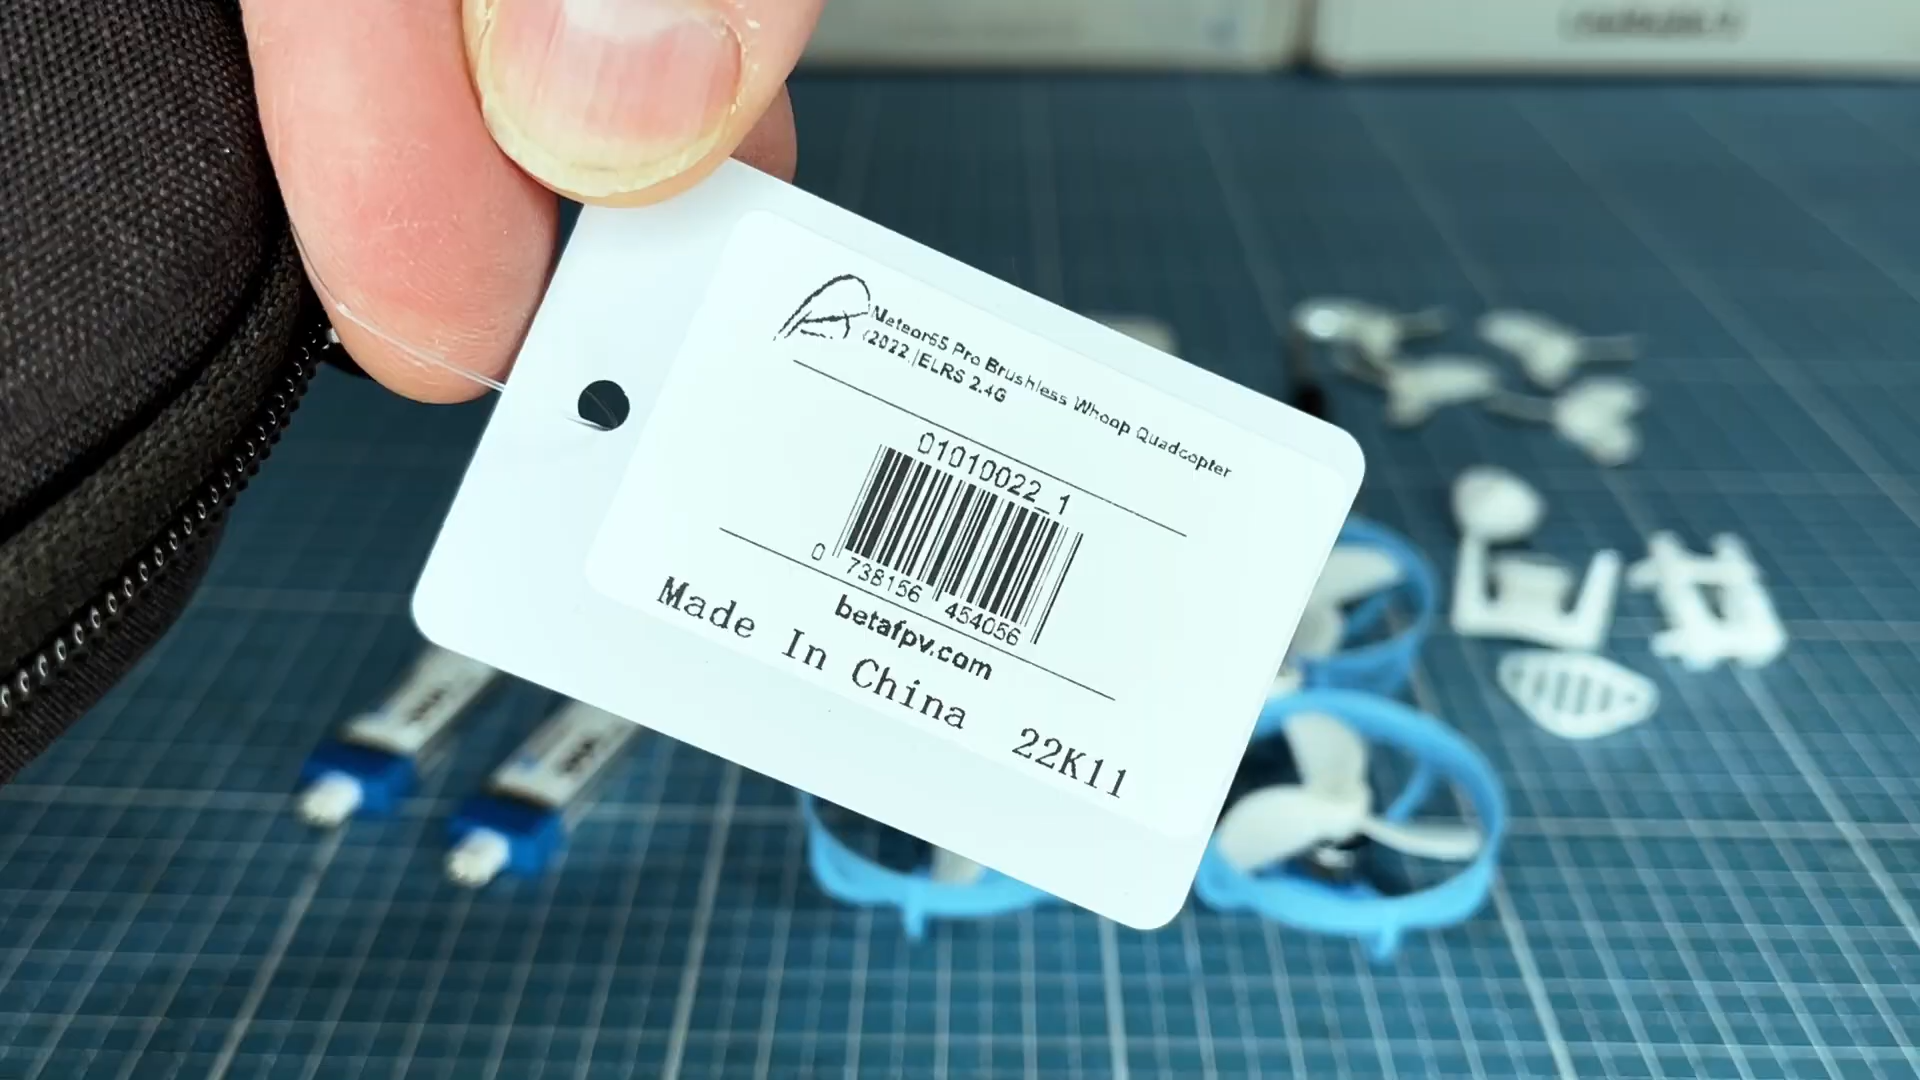 Meteor65 Pro Brushless Whoop Quadcopter
(2022)ELRS 2.4G
01010022_1
0 738156 454056
betafpv.com
Made In China 22K11